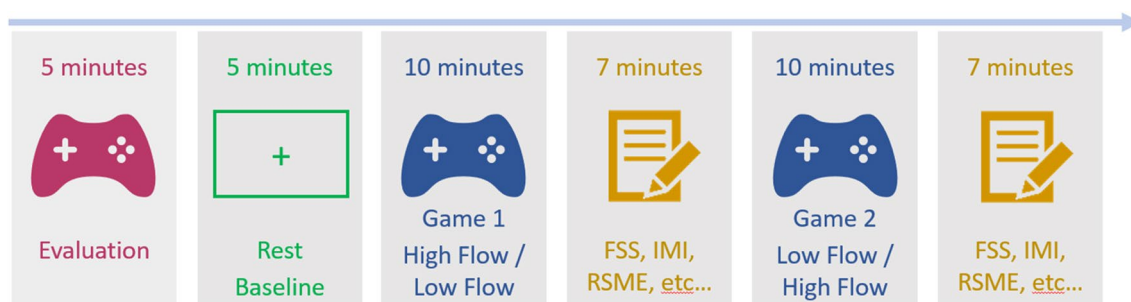 5 minutes
Evaluation
5 minutes
Rest
Baseline
10 minutes
Game 1
High Flow /
Low Flow
7 minutes
FSS, IMI,
RSME, etc...
10 minutes
Game 2
Low Flow /
High Flow
7 minutes
FSS, IMI,
RSME, etc...